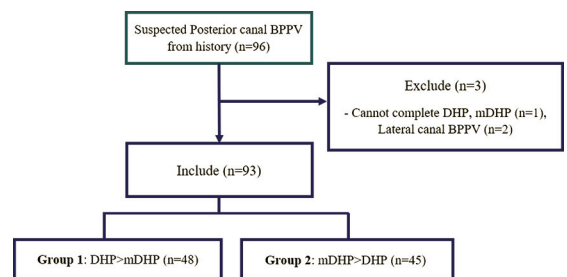 Suspected Posterior canal BPPV
from history (n=96)
Exclude (n=3)
- Cannot complete DHP, mDHP (n=1),
Lateral canal BPPV (n=2)
Include (n=93)
Group 1: DHP>mDHP (n=48)
Group 2: mDHP>DHP (n=45)